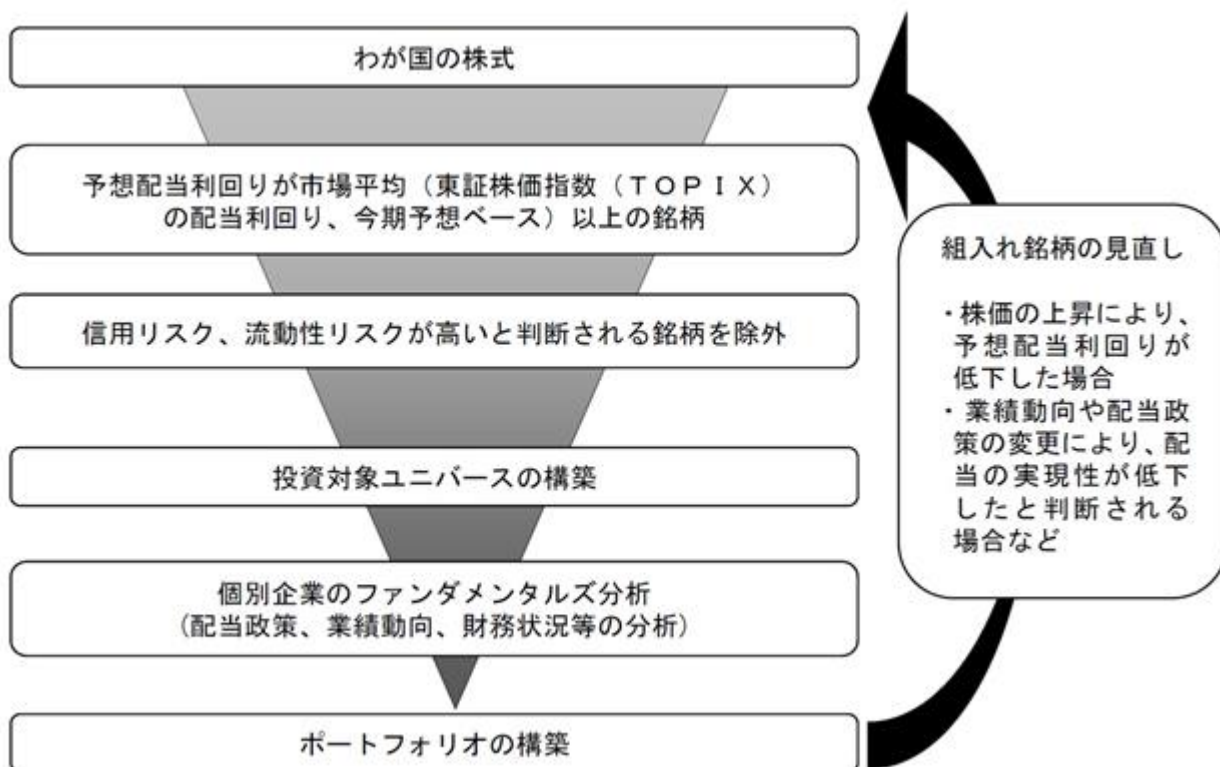 わが国の株式
予想配当利回りが市場平均（東証株価指数（ＴＯＰＩＸ）
の配当利回り、今期予想ベース）以上の銘柄
信用リスク、流動性リスクが高いと判断される銘柄を除外
投資対象ユニバースの構築
個別企業のファンダメンタルズ分析
（配当政策、業績動向、財務状況等の分析）
ポートフォリオの構築
組入れ銘柄の見直し
・株価の上昇により、
予想配当利回りが
低下した場合
・業績動向や配当政
策の変更により、配
当の実現性が低下
したと判断される
場合など